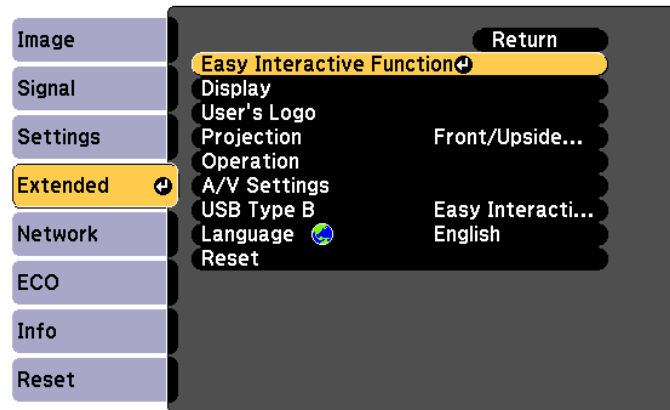 Image
Signal
Settings
Extended
Network
ECO
Info
Reset
Return
Easy Interactive Function
Display
User's Logo
Projection Front/Upside...
Operation
A/V Settings
USB Type B Easy Interacti...
Language English
Reset